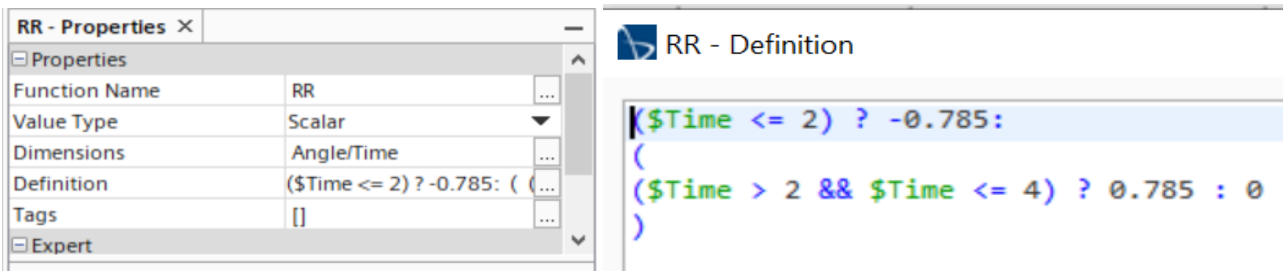 RR - Properties ×
Properties
Function Name RR ...
Value Type Scalar
Dimensions Angle/Time ...
Definition ($Time <= 2) ? -0.785: ( ( ...
Tags [] ...
Expert
RR - Definition
($Time <= 2) ? -0.785:
(
($Time > 2 && $Time <= 4) ? 0.785 : 0
)